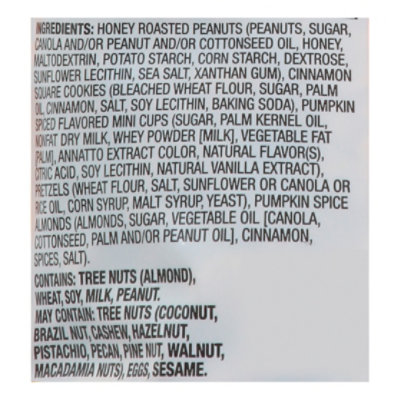 INGREDIENTS: HONEY ROASTED PEANUTS (PEANUTS, SUGAR,
CANOLA AND/OR PEANUT AND/OR COTTONSEED OIL, HONEY,
MALTODEXTRIN, POTATO STARCH, CORN STARCH, DEXTROSE,
SUNFLOWER LECITHIN, SEA SALT, XANTHAN GUM), CINNAMON
SQUARE COOKIES (BLEACHED WHEAT FLOUR, SUGAR, PALM
OIL, CINNAMON, SALT, SOY LECITHIN, BAKING SODA), PUMPKIN
SPICED FLAVORED MINI CUPS (SUGAR, PALM KERNEL OIL,
NONFAT DRY MILK, WHEY POWDER [MILK], VEGETABLE FAT
[PALM], ANNATTO EXTRACT COLOR, NATURAL FLAVOR(S),
CITRIC ACID, SOY LECITHIN, NATURAL VANILLA EXTRACT),
PRETZELS (WHEAT FLOUR, SALT, SUNFLOWER OR CANOLA OR
RICE OIL, CORN SYRUP, MALT SYRUP, YEAST), PUMPKIN SPICE
ALMONDS (ALMONDS, SUGAR, VEGETABLE OIL [CANOLA,
COTTONSEED, PALM AND/OR PEANUT OIL], CINNAMON,
SPICES, SALT).
CONTAINS: TREE NUTS (ALMOND),
WHEAT, SOY, MILK, PEANUT.
MAY CONTAIN: TREE NUTS (COCONUT,
BRAZIL NUT, CASHEW, HAZELNUT,
PISTACHIO, PECAN, PINE NUT, WALNUT,
MACADAMIA NUTS), EGGS, SESAME.